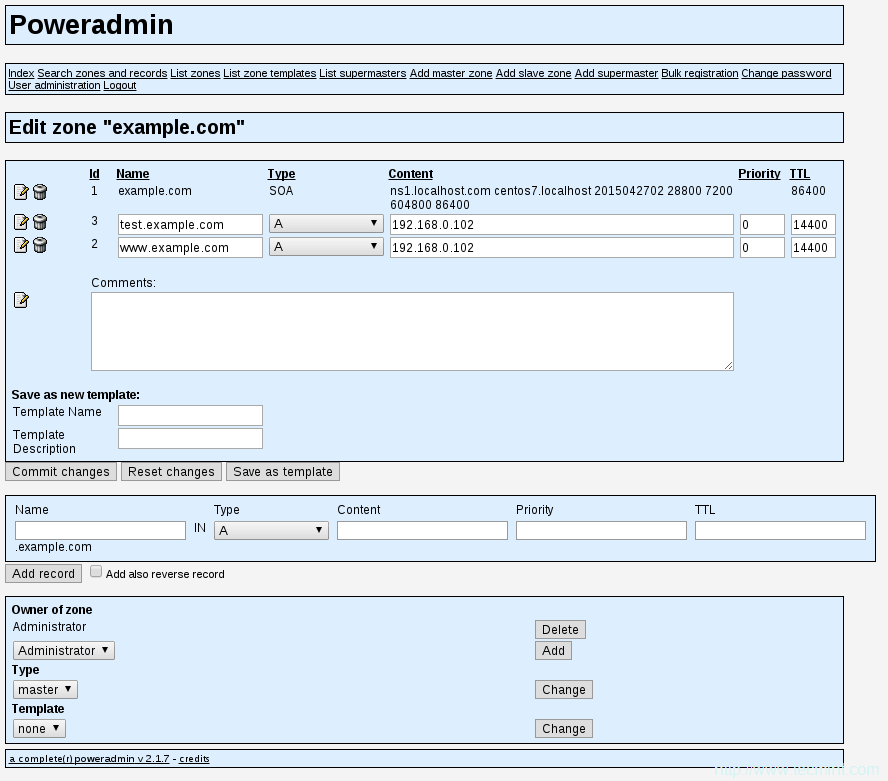 Poweradmin
Index Search zones and records List zones List zone templates List supermasters Add master zone Add slave zone Add supermaster Bulk registration Change password
User administration Logout
Edit zone "example.com"
Id Name Type Content Priority TTL
1 example.com SOA ns1.localhost.com centos7.localhost 2015042702 28800 7200 86400
604800 86400
3 test.example.com A 192.168.0.102 0 14400
2 www.example.com A 192.168.0.102 0 14400
Comments:
Save as new template:
Template Name
Template
Description
Commit changes Reset changes Save as template
Name Type Content Priority TTL
IN A
.example.com
Add record Add also reverse record
Owner of zone
Administrator Delete
Administrator Add
Type
master Change
Template
none Change
a complete(r) poweradmin v 2.1.7 - credits
http://www.tecmint.com